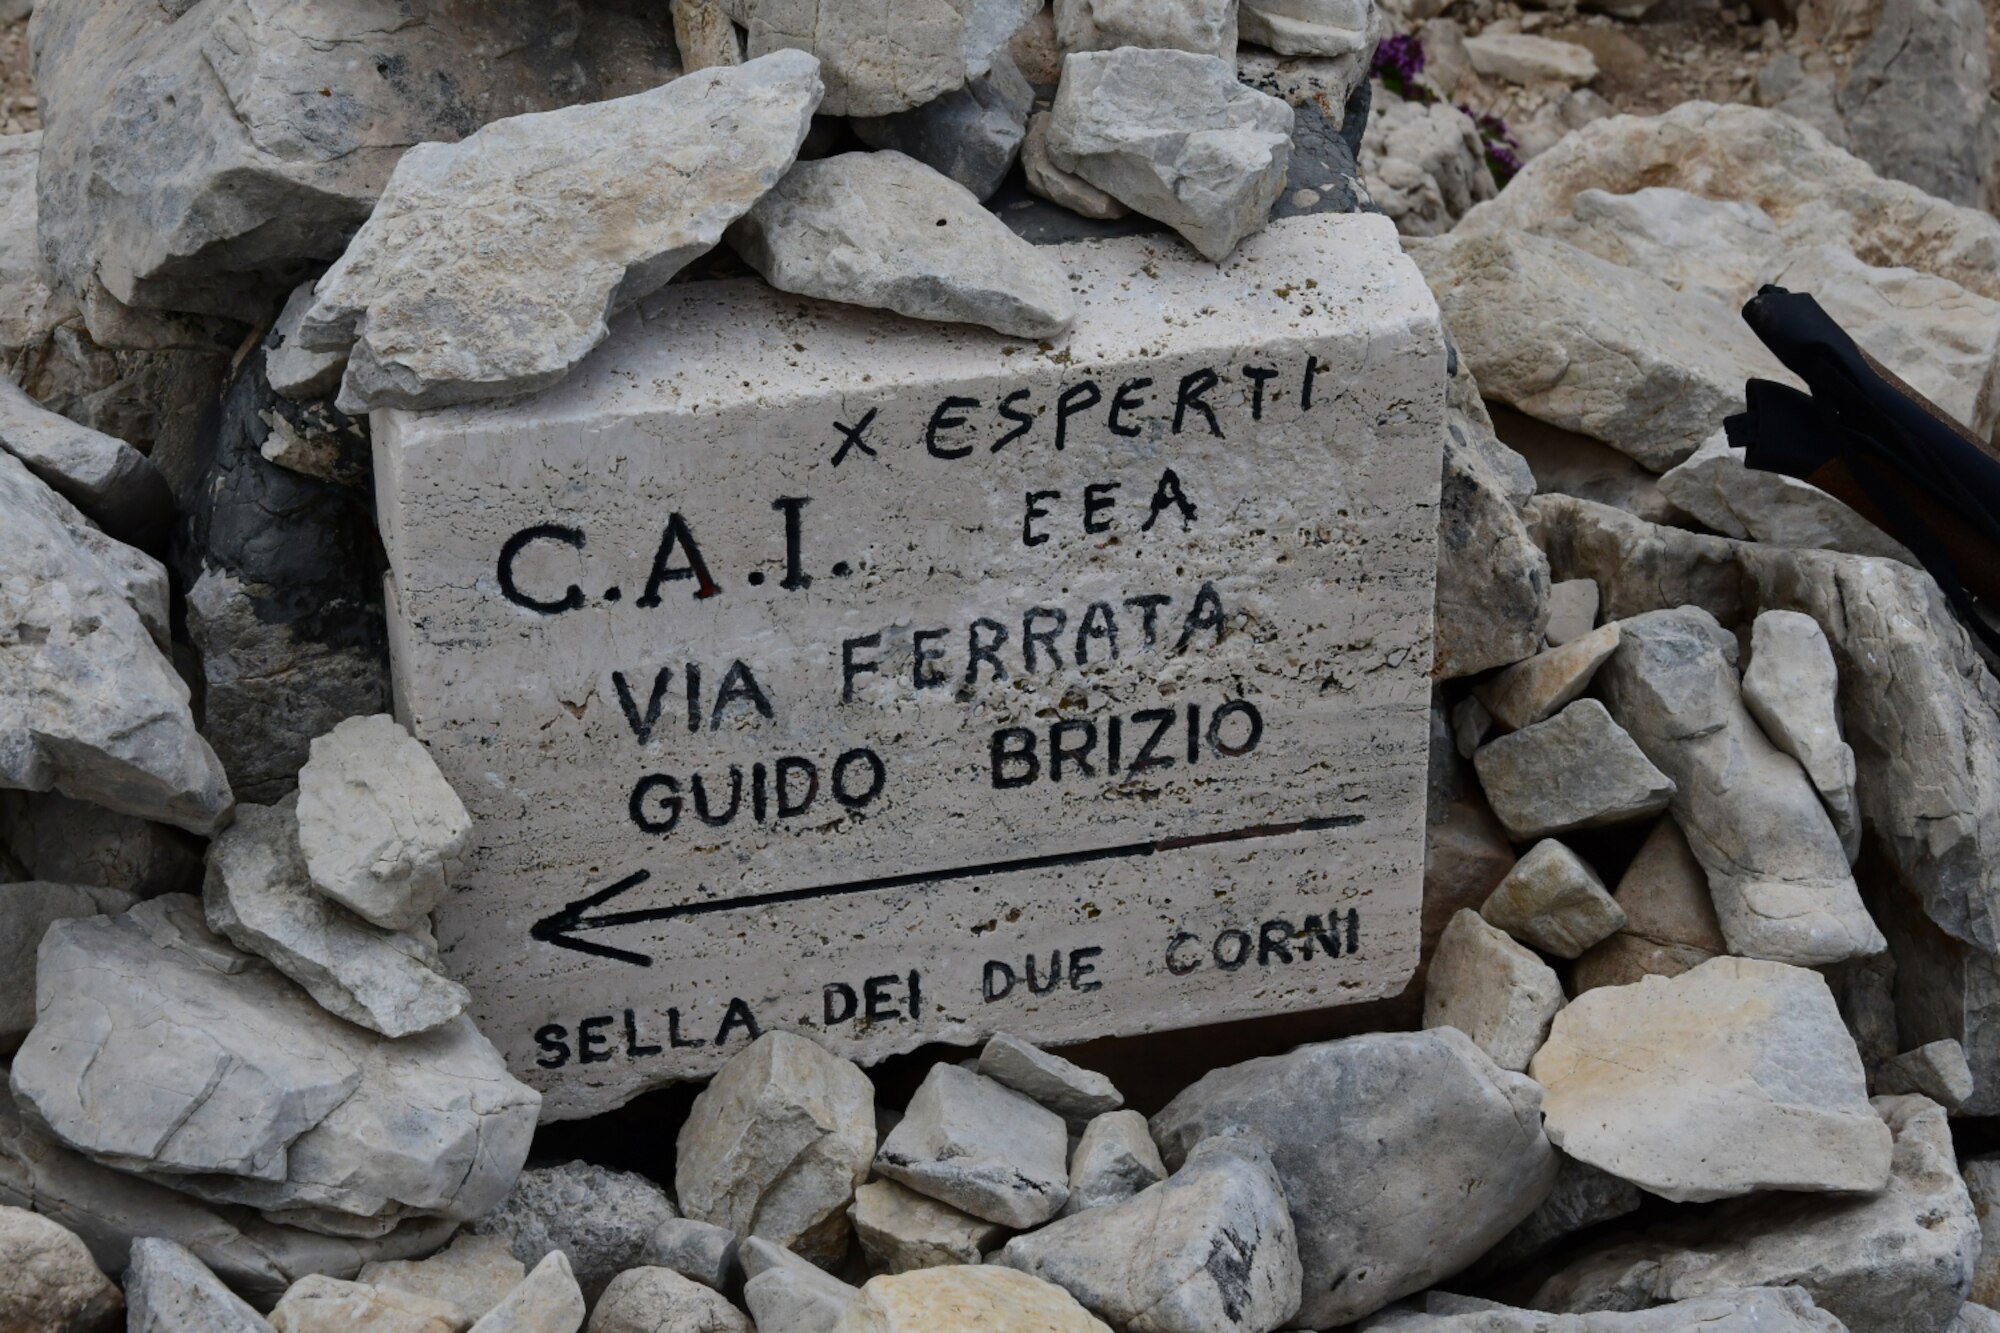 X ESPERTI
EEA
C.A.I.
VIA FERRATA
GUIDO BRIZIO
SELLA DEI DUE CORNI